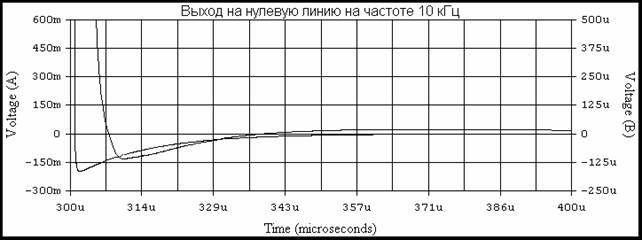 Выход на нулевую линию на частоте 10 кГц
600m
450m
300m
150m
0
-150m
-300m
Voltage (A)
500u
375u
250u
125u
0
-125u
-250u
Voltage (B)
300u 314u 329u 343u 357u 371u 386u 400u
Time (microseconds)